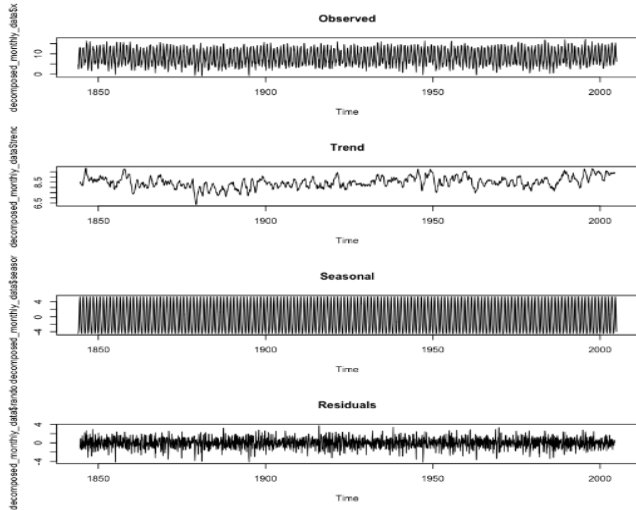 Observed
decomposed_monthly_data$x
10
0
1850 1900 1950 2000
Time
Trend
decomposed_monthly_data$trend
8.5
6.5
1850 1900 1950 2000
Time
Seasonal
decomposed_monthly_data$season
4
0
-4
1850 1900 1950 2000
Time
Residuals
decomposed_monthly_data$rando
4
0
-4
1850 1900 1950 2000
Time